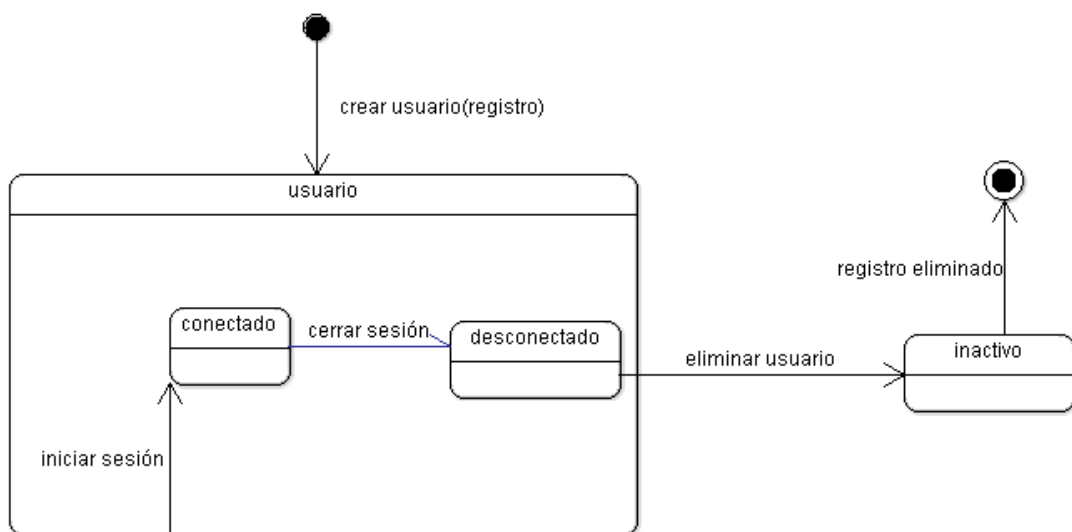 crear usuario(registro)
usuario
registro eliminado
conectado
cerrar sesión
desconectado
eliminar usuario
inactivo
iniciar sesión